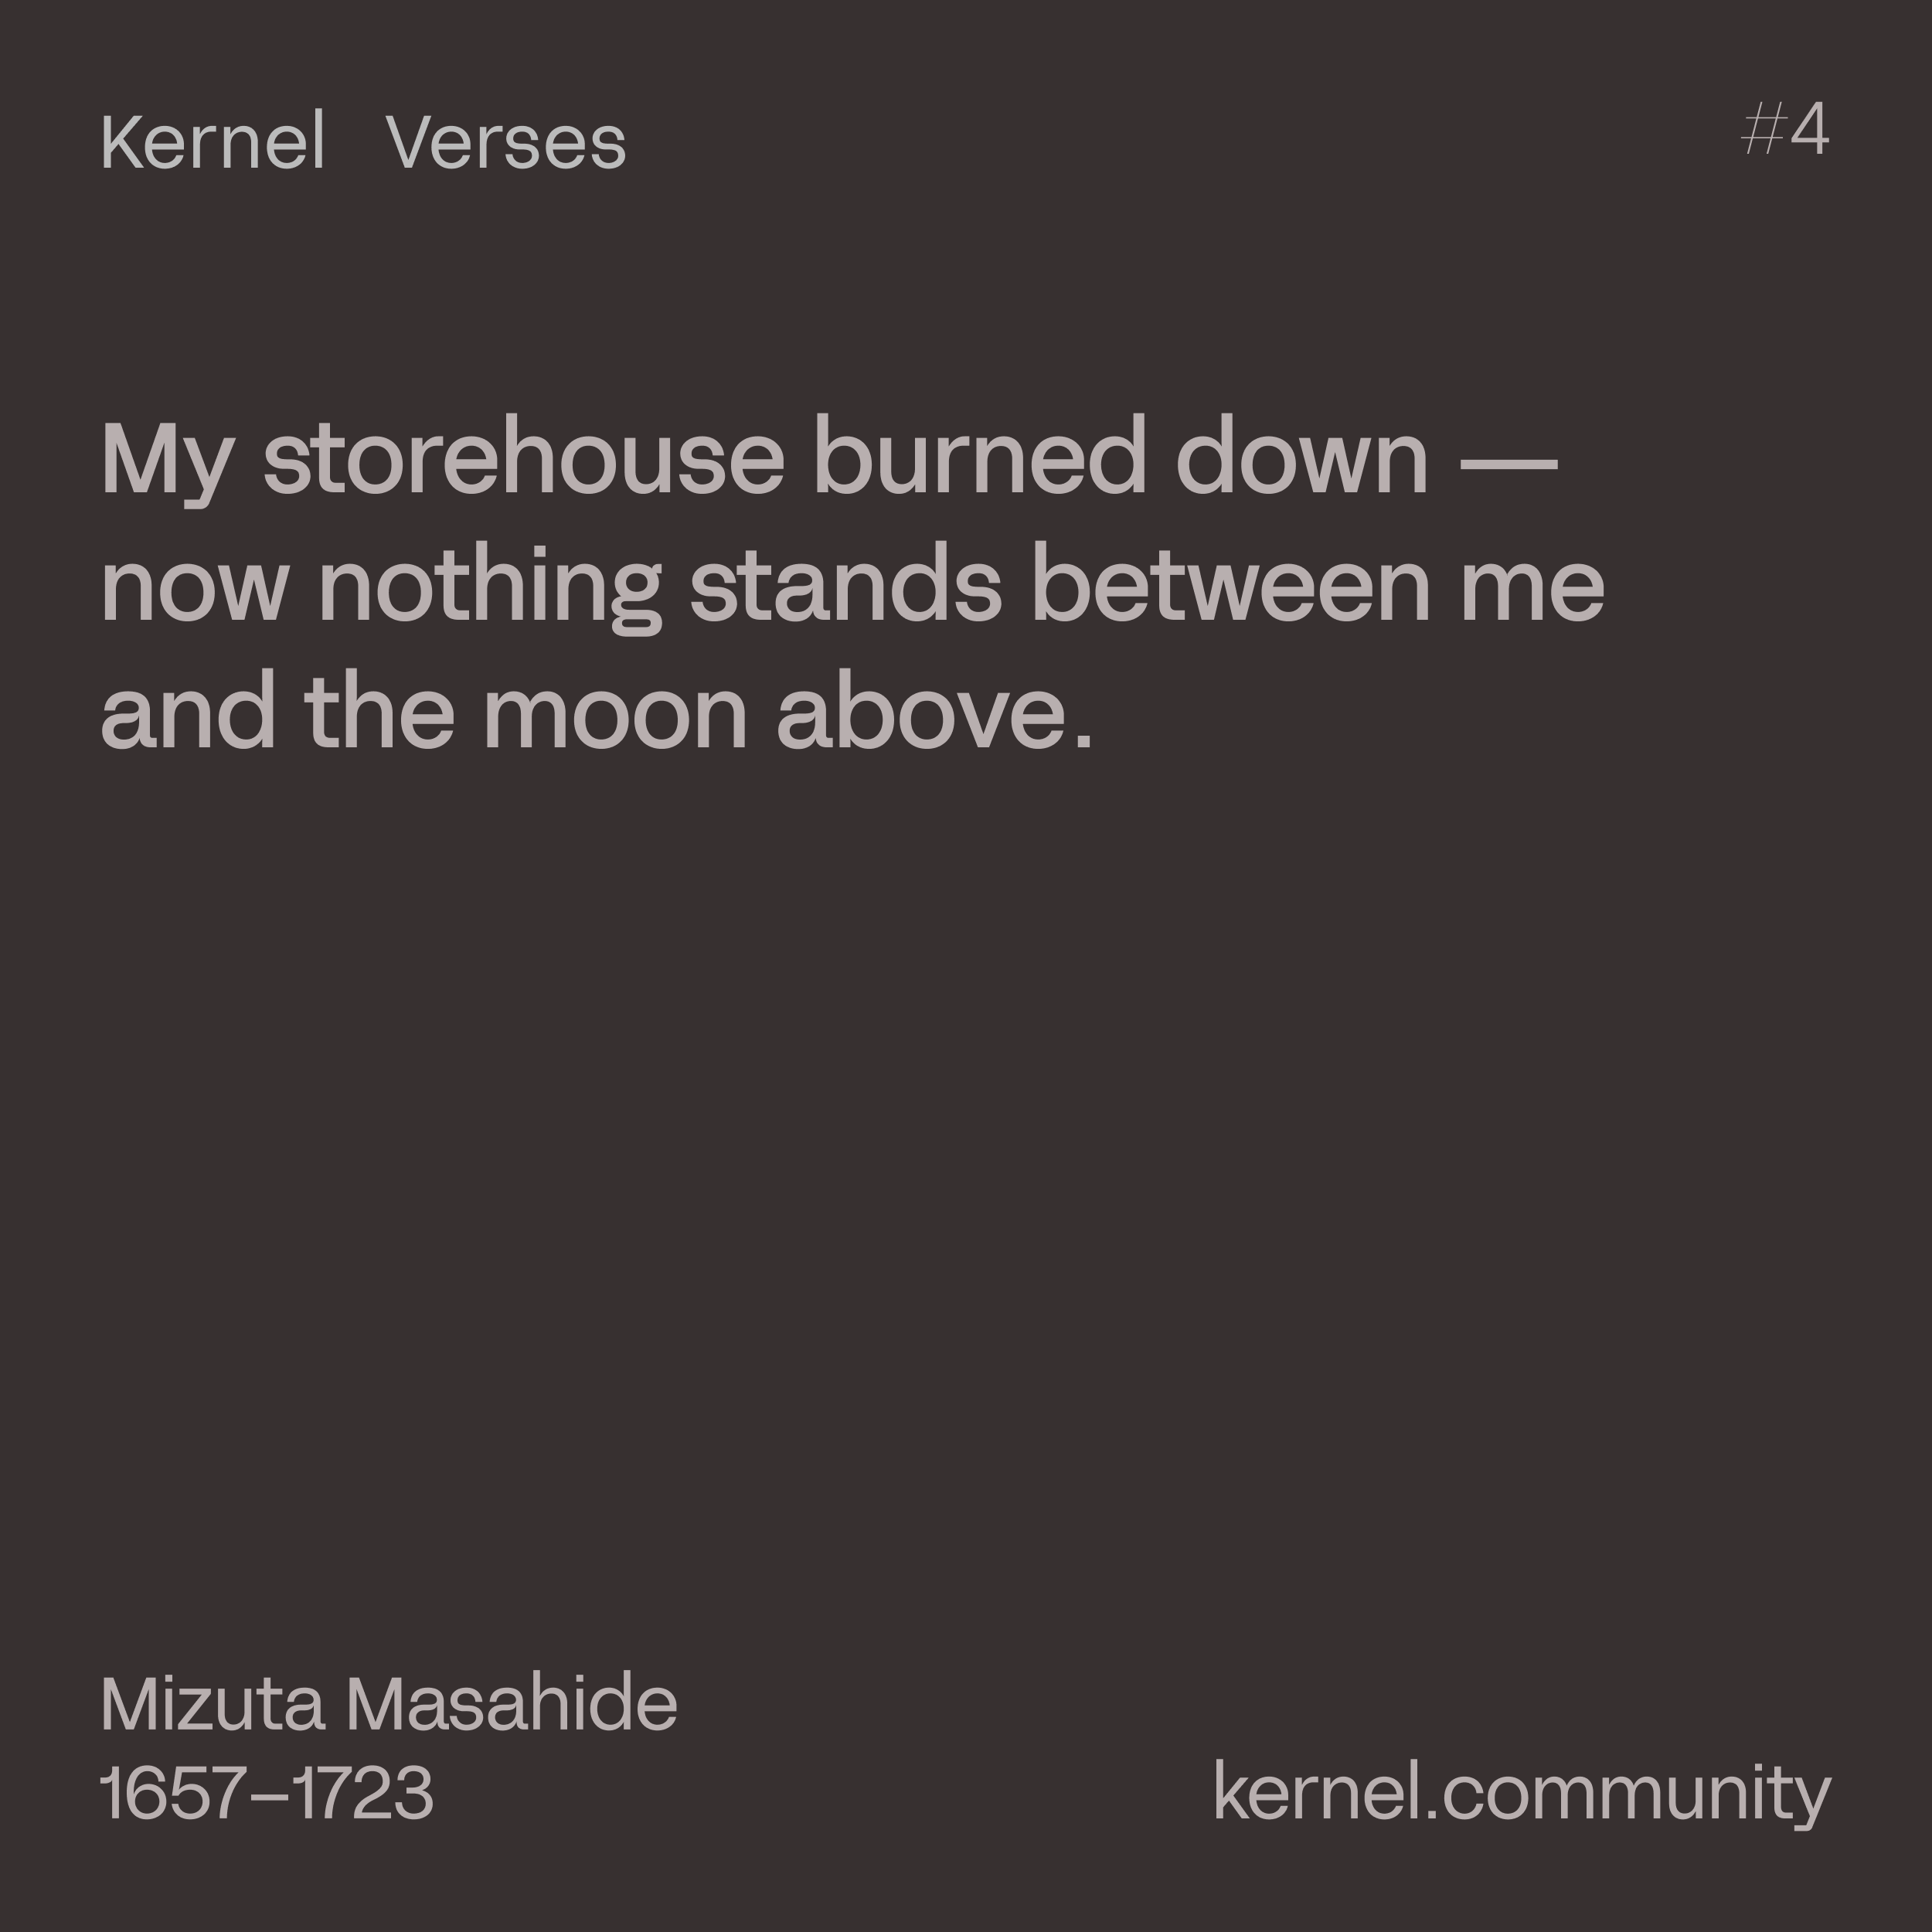 Kernel Verses
#4
My storehouse burned down —
now nothing stands between me
and the moon above.
Mizuta Masahide
1657–1723
kernel.community